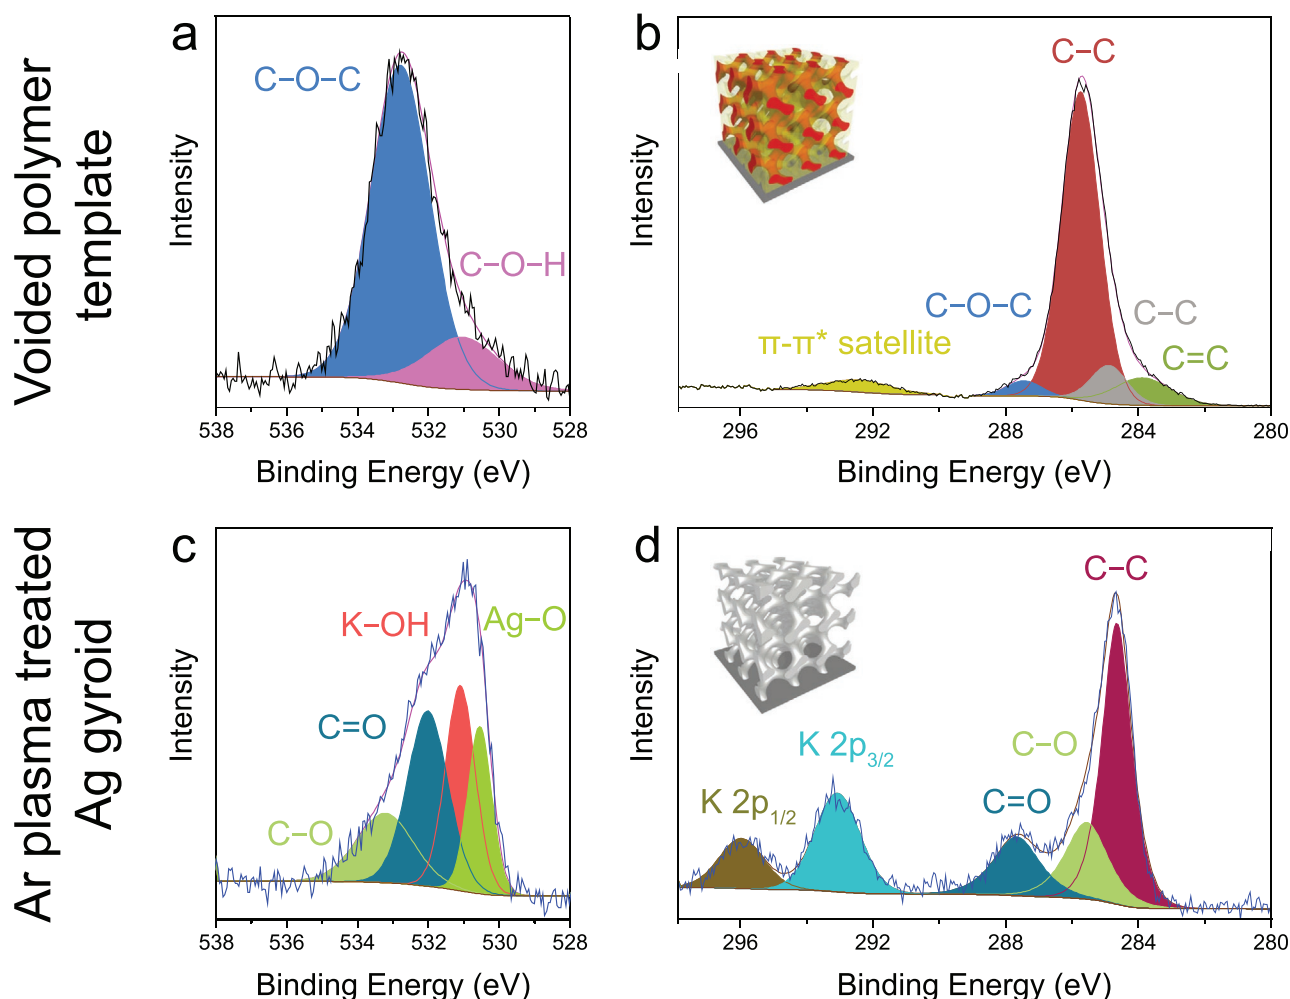 Voided polymer
template
a
C–O–C
C–O–H
Intensity
538 536 534 532 530 528
Binding Energy (eV)
b
C–C
C–O–C
C–C
π-π* satellite
C=C
Intensity
296 292 288 284 280
Binding Energy (eV)
Ar plasma treated
Ag gyroid
c
K–OH
Ag–O
C=O
C–O
Intensity
538 536 534 532 530 528
Binding Energy (eV)
d
C–C
K 2p3/2
C–O
K 2p1/2
C=O
Intensity
296 292 288 284 280
Binding Energy (eV)